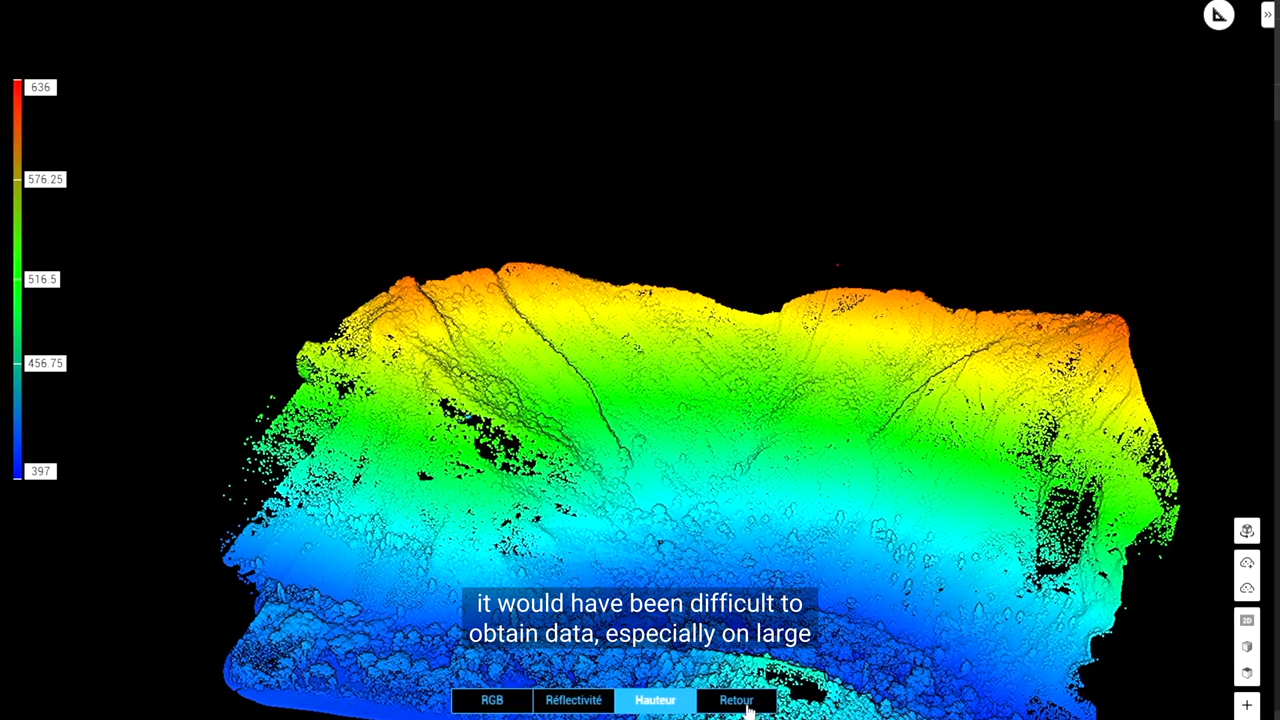 636
576.25
516.5
456.75
397
it would have been difficult to
obtain data, especially on large
RGB
Réflectivité
Hauteur
Retour
2D